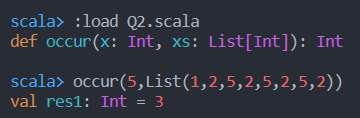 scala> :load Q2.scala
def occur(x: Int, xs: List[Int]): Int
scala> occur(5,List(1,2,5,2,5,2,5,2))
val res1: Int = 3